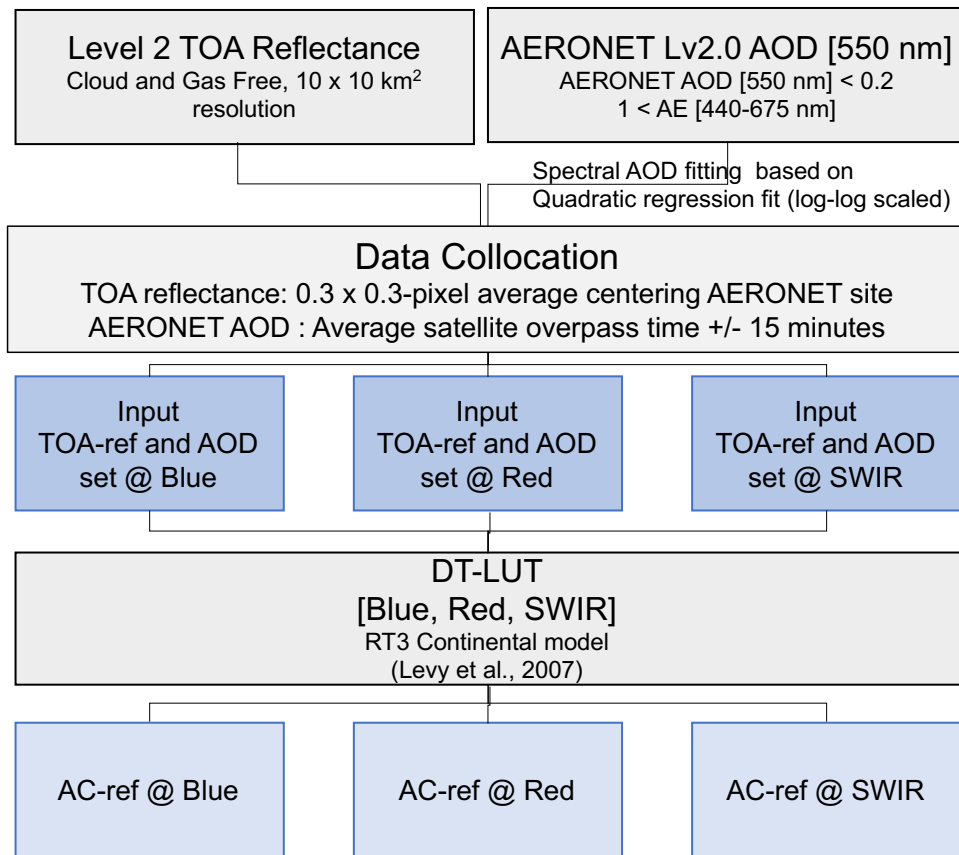 Level 2 TOA Reflectance
Cloud and Gas Free, 10 x 10 km²
resolution
AERONET Lv2.0 AOD [550 nm]
AERONET AOD [550 nm] < 0.2
1 < AE [440-675 nm]
Spectral AOD fitting based on
Quadratic regression fit (log-log scaled)
Data Collocation
TOA reflectance: 0.3 x 0.3-pixel average centering AERONET site
AERONET AOD : Average satellite overpass time +/- 15 minutes
Input
TOA-ref and AOD
set @ Blue
Input
TOA-ref and AOD
set @ Red
Input
TOA-ref and AOD
set @ SWIR
DT-LUT
[Blue, Red, SWIR]
RT3 Continental model
(Levy et al., 2007)
AC-ref @ Blue
AC-ref @ Red
AC-ref @ SWIR